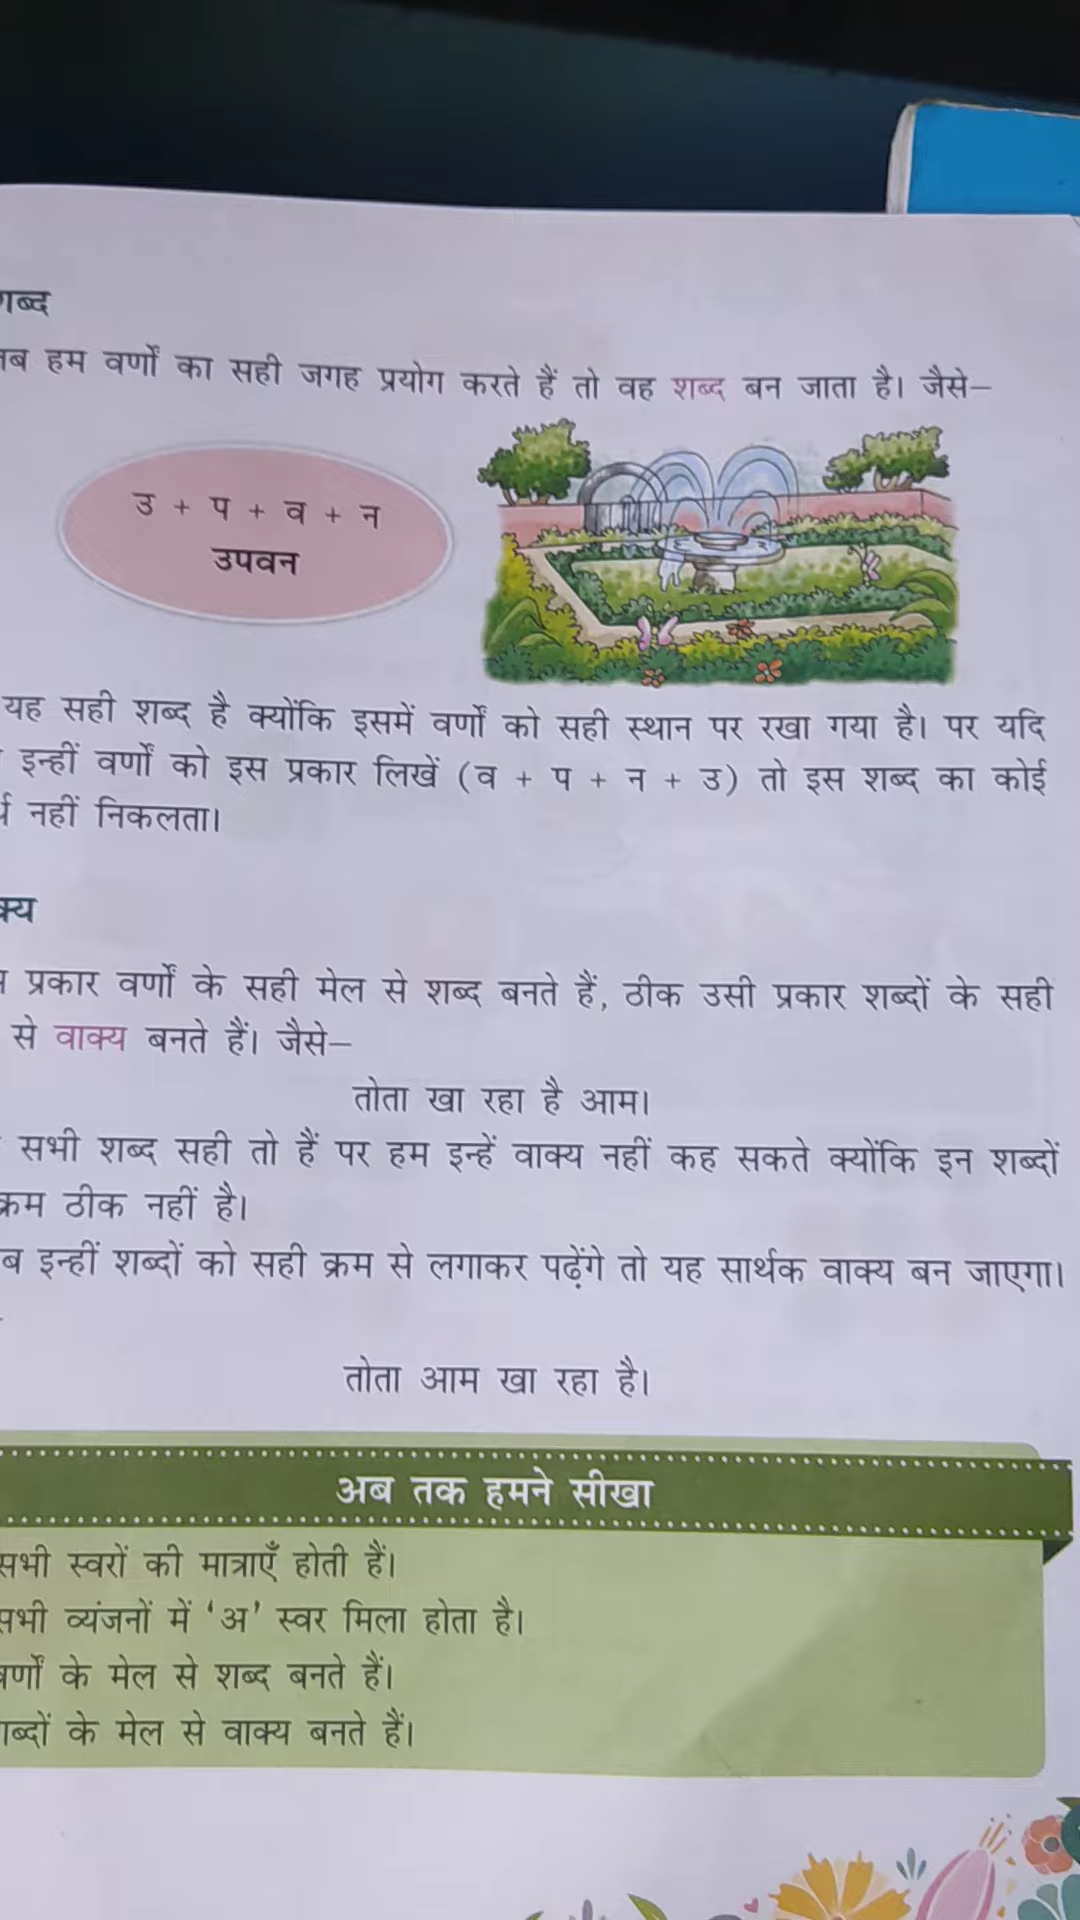 शब्द
जब हम वर्णों का सही जगह प्रयोग करते हैं तो वह शब्द बन जाता है। जैसे–
उ + प + व + न
उपवन
यह सही शब्द है क्योंकि इसमें वर्णों को सही स्थान पर रखा गया है। पर यदि
इन्हीं वर्णों को इस प्रकार लिखें (व + प + न + उ) तो इस शब्द का कोई
नहीं निकलता।
प्रकार वर्णों के सही मेल से शब्द बनते हैं, ठीक उसी प्रकार शब्दों के सही
से वाक्य बनते हैं। जैसे–
तोता खा रहा है आम।
सभी शब्द सही तो हैं पर हम इन्हें वाक्य नहीं कह सकते क्योंकि इन शब्दों
क्रम ठीक नहीं है।
इन्हीं शब्दों को सही क्रम से लगाकर पढ़ेंगे तो यह सार्थक वाक्य बन जाएगा।
तोता आम खा रहा है।
अब तक हमने सीखा
सभी स्वरों की मात्राएँ होती हैं।
सभी व्यंजनों में ‘अ’ स्वर मिला होता है।
वर्णों के मेल से शब्द बनते हैं।
शब्दों के मेल से वाक्य बनते हैं।